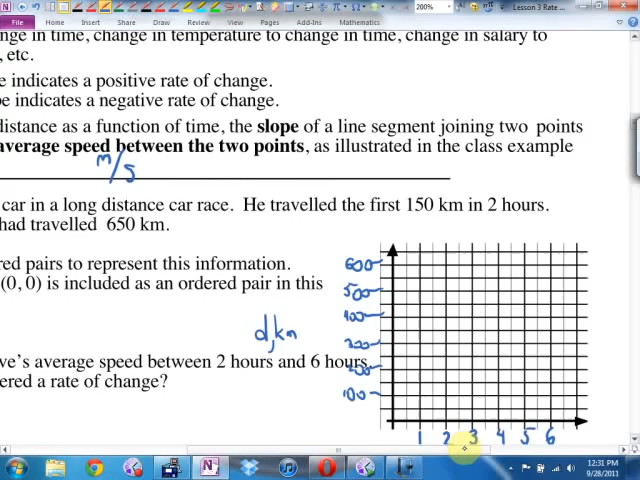 File Home Insert Pages Add-Ins Mathematics
200%
Lesson 3 Rate ...
nge in time, change in temperature to change in time, change in salary to
, etc.
e indicates a positive rate of change.
pe indicates a negative rate of change.
distance as a function of time, the slope of a line segment joining two points
average speed between the two points, as illustrated in the class example
m/s
car in a long distance car race. He travelled the first 150 km in 2 hours.
had travelled 650 km.
red pairs to represent this information.
(0, 0) is included as an ordered pair in this
d, km
ve's average speed between 2 hours and 6 hours.
ered a rate of change?
600
500
400
300
200
100
1 2 3 4 5 6
12:31 PM
9/28/2011